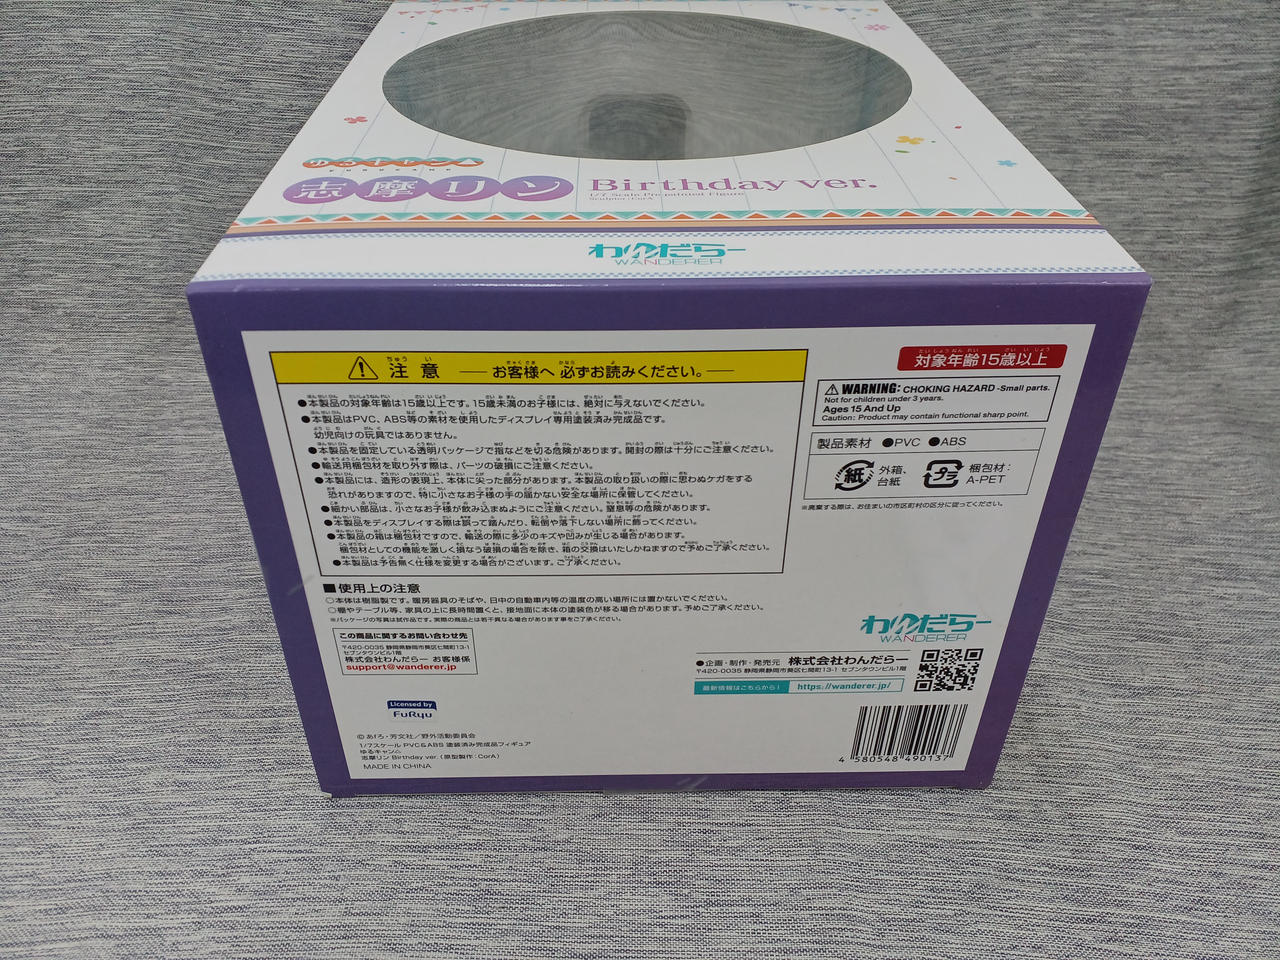 ゆるキャン△
YURUCAMP
志摩リン Birthday ver.
1/7 Scale Pre-painted Figure
Sculptor:CorA
わんだらー
WANDERER
注意 ―― お客様へ 必ずお読みください。――
●本製品の対象年齢は15歳以上です。15歳未満のお子様には、絶対に与えないでください。
●本製品はPVC、ABS等の素材を使用したディスプレイ専用塗装済み完成品です。
幼児向けの玩具ではありません。
●本製品を固定している透明パッケージで指などを切る危険があります。開封の際は十分にご注意ください。
●輸送用梱包材を取り外す際は、パーツの破損にご注意ください。
●本製品には、造形の表現上、本体に尖った部分があります。本製品の取り扱いの際に思わぬケガをする
恐れがありますので、特に小さなお子様の手の届かない安全な場所に保管してください。
●細かい部品は、小さなお子様が飲み込まぬようにご注意ください。窒息等の危険があります。
●本製品をディスプレイする際は誤って踏んだり、転倒や落下しない場所に飾ってください。
●本製品の箱は梱包材ですので、輸送の際に多少のキズや凹みが生じる場合があります。
梱包材としての機能を激しく損なう破損の場合を除き、箱の交換はいたしかねますので予めご了承ください。
●本製品は予告無く仕様を変更する場合がございます。ご了承ください。
■使用上の注意
○本体は樹脂製です。暖房器具のそばや、日中の自動車内等の温度の高い場所には置かないでください。
○棚やテーブル等、家具の上に長時間置くと、接地面に本体の塗装色が移る場合があります。予めご了承ください。
※パッケージの写真は試作品です。実際の商品とは若干異なる場合があります事をご了承ください。
この商品に関するお問い合わせ先
〒420-0035 静岡県静岡市葵区七間町13-1
セブンタウンビル1階
株式会社わんだらー お客様係
support@wanderer.jp
Licensed by
FuRyu
© あfろ・芳文社／野外活動委員会
1/7スケール PVC&ABS 塗装済み完成品フィギュア
ゆるキャン△
志摩リン Birthday ver.（原型製作：CorA）
MADE IN CHINA
対象年齢15歳以上
WARNING: CHOKING HAZARD -Small parts.
Not for children under 3 years.
Ages 15 And Up
Caution: Product may contain functional sharp point.
製品素材 ●PVC ●ABS
紙 外箱、台紙
プラ 梱包材：A-PET
※廃棄する際は、お住まいの市区町村の区分に従ってください。
わんだらー
WANDERER
●企画・制作・発売元 株式会社わんだらー
〒420-0035 静岡県静岡市葵区七間町13-1 セブンタウンビル1階
最新情報はこちらから！ https://wanderer.jp/
4 580548 490137